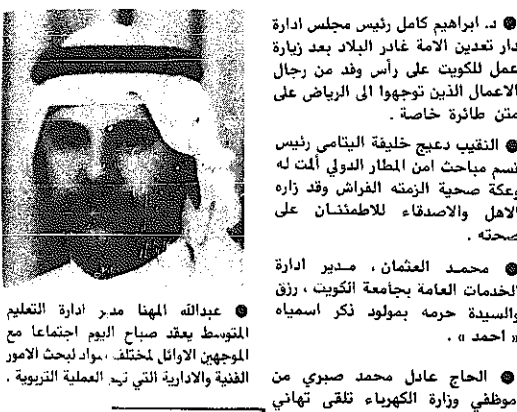 ● د. ابراهيم كامل رئيس مجلس ادارة
دار تعدين الامة غادر البلاد بعد زيارة
عمل للكويت على رأس وفد من رجال
الاعمال الذين توجهوا الى الرياض على
متن طائرة خاصة .
● النقيب دعيج خليفة اليتامي رئيس
قسم مباحث امن المطار الدولي ألمت له
وعكة صحية الزمته الفراش وقد زاره
الاهل والاصدقاء للاطمئنان على
صحته .
● محمد العثمان ، مدير ادارة
الخدمات العامة بجامعة الكويت ، رزق
والسيدة حرمه بمولود ذكر اسمياه
« احمد » .
● الحاج عادل محمد صبري من
موظفي وزارة الكهرباء تلقى تهاني
● عبدالله المهنا مدير ادارة التعليم
المتوسط يعقد صباح اليوم اجتماعا مع
الموجهين الاوائل لمختلف مواد لبحث الامور
الفنية والادارية التي تهم العملية التربوية .